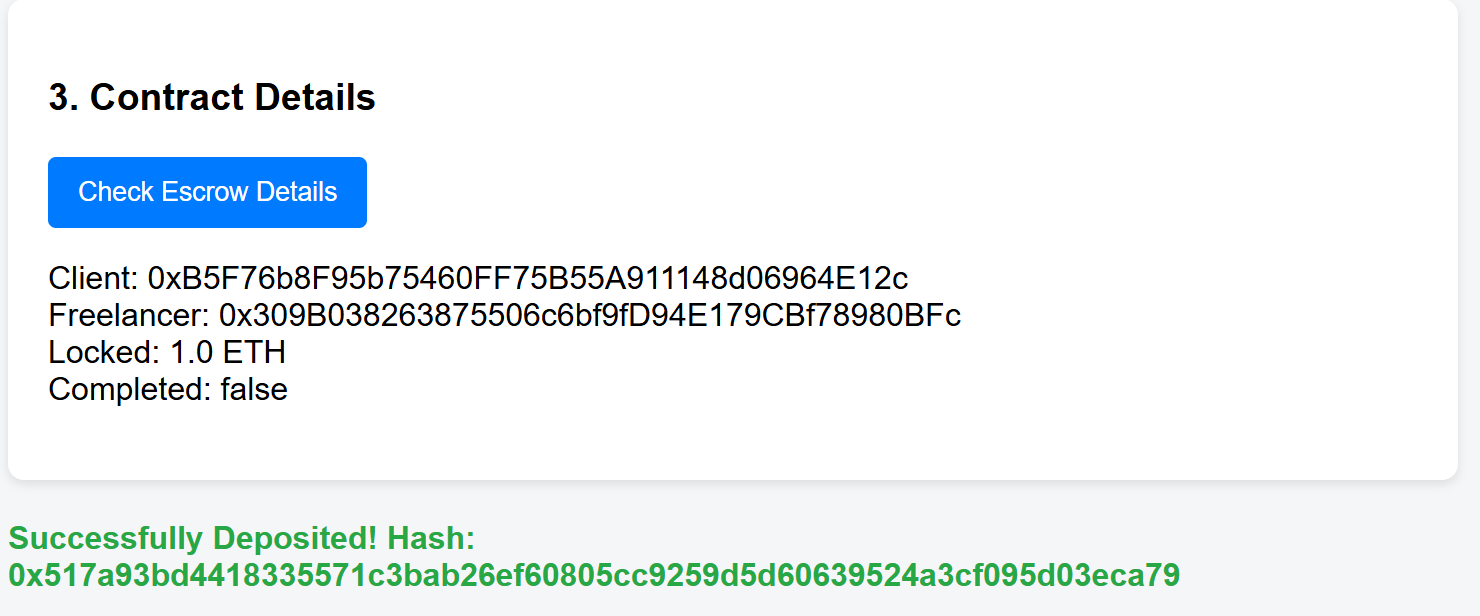 3. Contract Details
Check Escrow Details
Client: 0xB5F76b8F95b75460FF75B55A911148d06964E12c
Freelancer: 0x309B038263875506c6bf9fD94E179CBf78980BFc
Locked: 1.0 ETH
Completed: false
Successfully Deposited! Hash:
0x517a93bd4418335571c3bab26ef60805cc9259d5d60639524a3cf095d03eca79